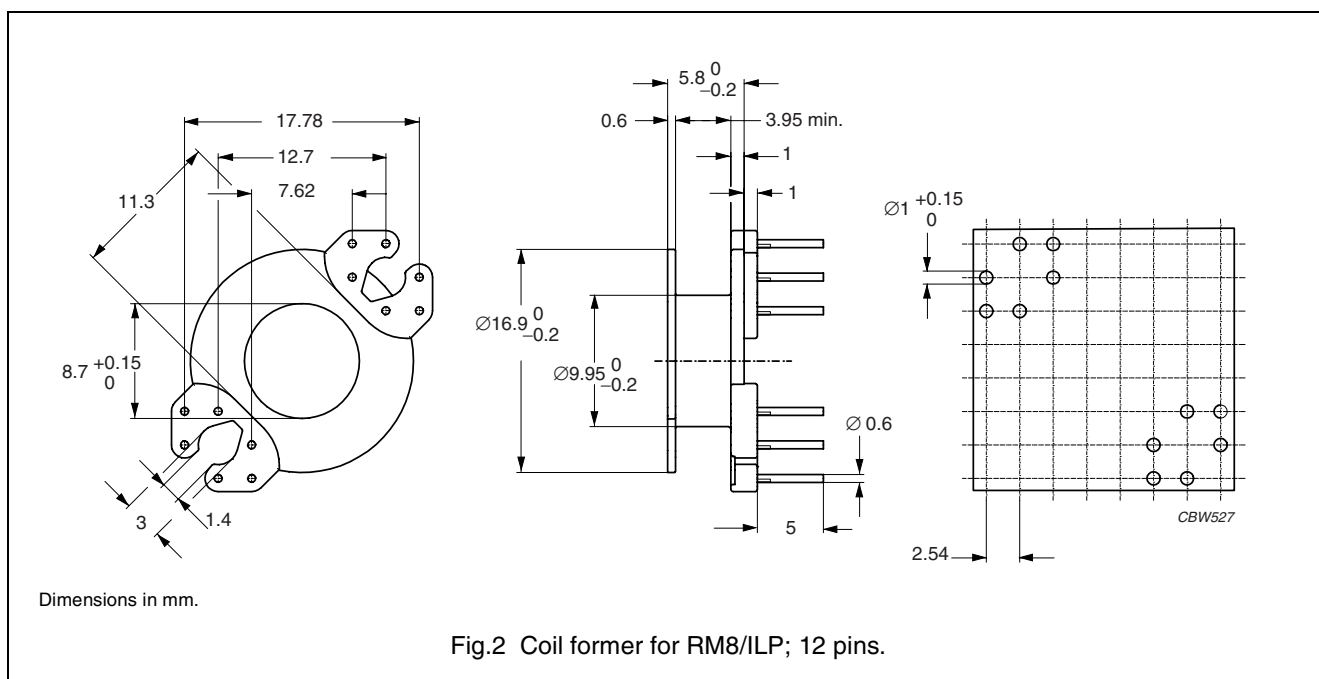 5.8 0 −0.2
17.78
0.6
3.95 min.
12.7
1
11.3
7.62
1
∅1 +0.15 0
∅16.9 0 −0.2
8.7 +0.15 0
∅9.95 0 −0.2
∅ 0.6
3
1.4
5
CBW527
2.54
Dimensions in mm.
Fig.2 Coil former for RM8/ILP; 12 pins.